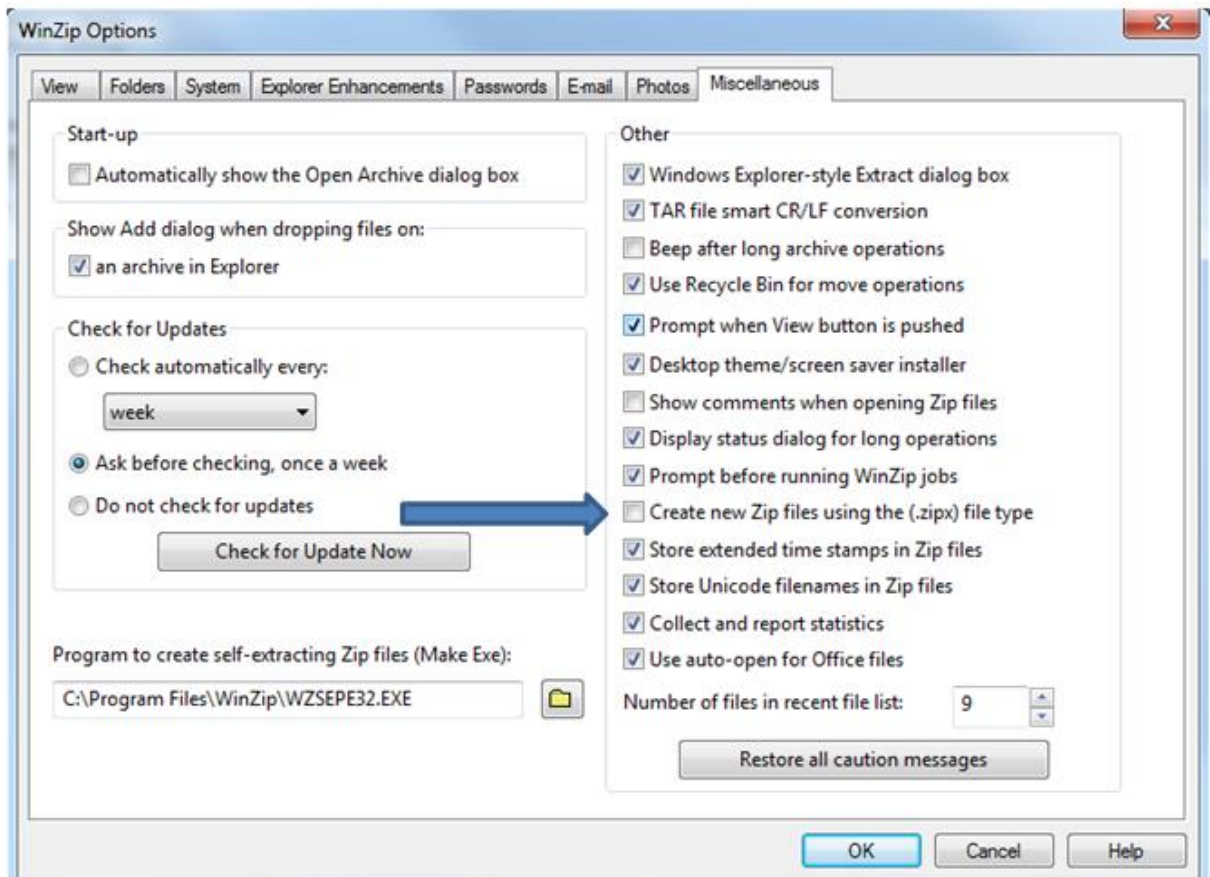 WinZip Options
View Folders System Explorer Enhancements Passwords E-mail Photos Miscellaneous
Start-up
Automatically show the Open Archive dialog box
Show Add dialog when dropping files on:
an archive in Explorer
Check for Updates
Check automatically every:
week
Ask before checking, once a week
Do not check for updates
Check for Update Now
Program to create self-extracting Zip files (Make Exe):
C:\Program Files\WinZip\WZSEPE32.EXE
Other
Windows Explorer-style Extract dialog box
TAR file smart CR/LF conversion
Beep after long archive operations
Use Recycle Bin for move operations
Prompt when View button is pushed
Desktop theme/screen saver installer
Show comments when opening Zip files
Display status dialog for long operations
Prompt before running WinZip jobs
Create new Zip files using the (.zipx) file type
Store extended time stamps in Zip files
Store Unicode filenames in Zip files
Collect and report statistics
Use auto-open for Office files
Number of files in recent file list: 9
Restore all caution messages
OK Cancel Help